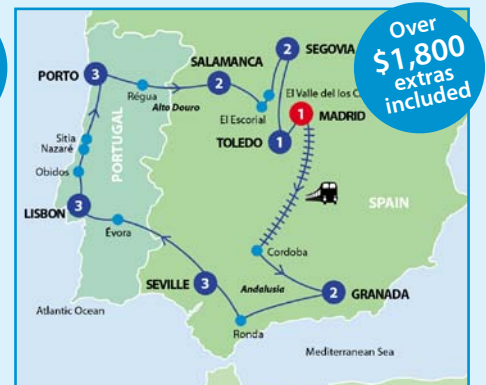 Over
$1,800
extras
included
2
SEGOVIA
SALAMANCA
2
PORTO
3
Régua
Alto Douro
El Escorial
El Valle del los C
1
MADRID
TOLEDO
1
Sitia
Nazaré
Obidos
PORTUGAL
LISBON
3
Évora
SPAIN
Cordoba
SEVILLE
3
Andalusia
2
GRANADA
Atlantic Ocean
Ronda
Mediterranean Sea